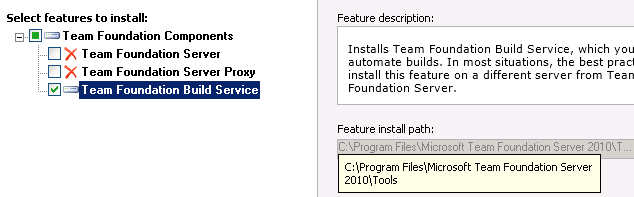 Select features to install:
Team Foundation Components
Team Foundation Server
Team Foundation Server Proxy
Team Foundation Build Service
Feature description:
Installs Team Foundation Build Service, which you
automate builds. In most situations, the best pract
install this feature on a different server from Team
Foundation Server.
Feature install path:
C:\Program Files\Microsoft Team Foundation Server 2010\T...
C:\Program Files\Microsoft Team Foundation Server
2010\Tools